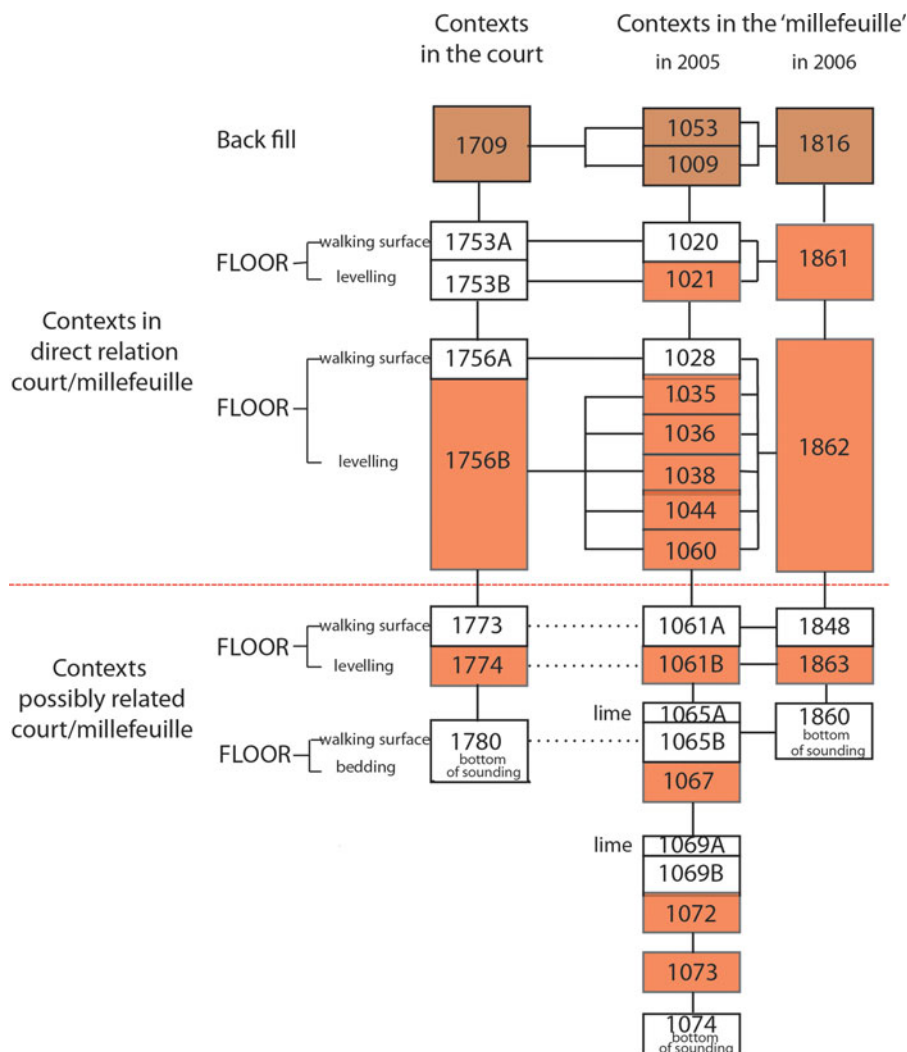 Contexts
in the court
Contexts in the ‘millefeuille’
in 2005
in 2006
Back fill
1709
1053
1009
1816
FLOOR
walking surface
levelling
1753A
1753B
1020
1021
1861
Contexts in
direct relation
court/millefeuille
FLOOR
walking surface
levelling
1756A
1756B
1028
1035
1036
1038
1044
1060
1862
Contexts
possibly related
court/millefeuille
FLOOR
walking surface
levelling
1773
1774
1061A
1061B
1848
1863
FLOOR
walking surface
bedding
1780
bottom
of sounding
lime
1065A
1065B
1067
1860
bottom
of sounding
lime
1069A
1069B
1072
1073
1074
bottom
of sounding